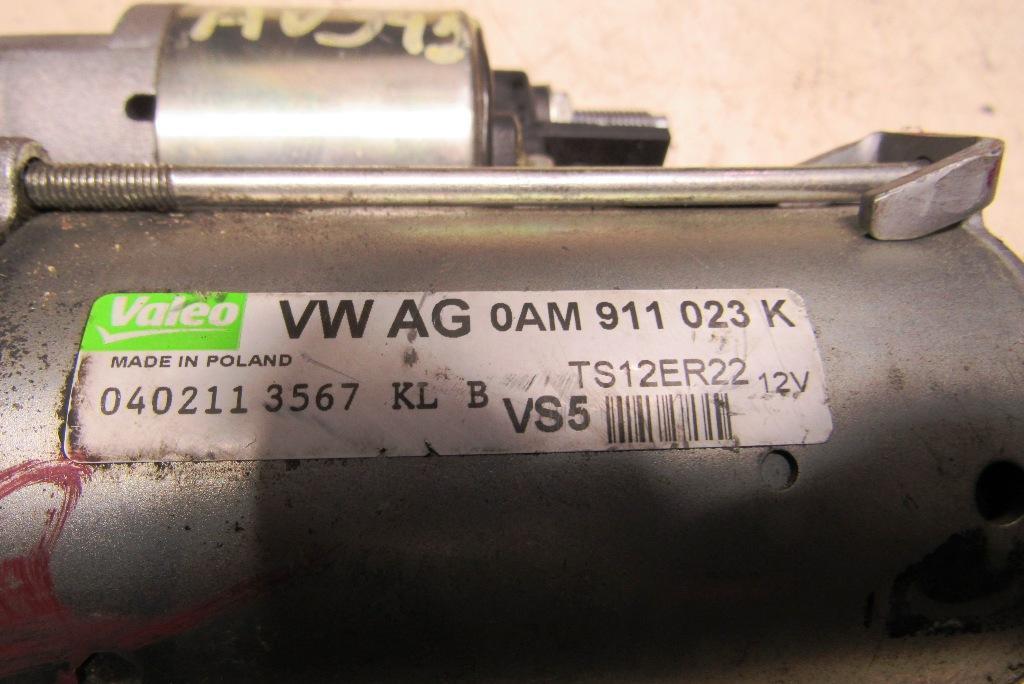 Valeo VW AG 0AM 911 023 K
MADE IN POLAND TS12ER22 12V
040211 3567 KL B VS5